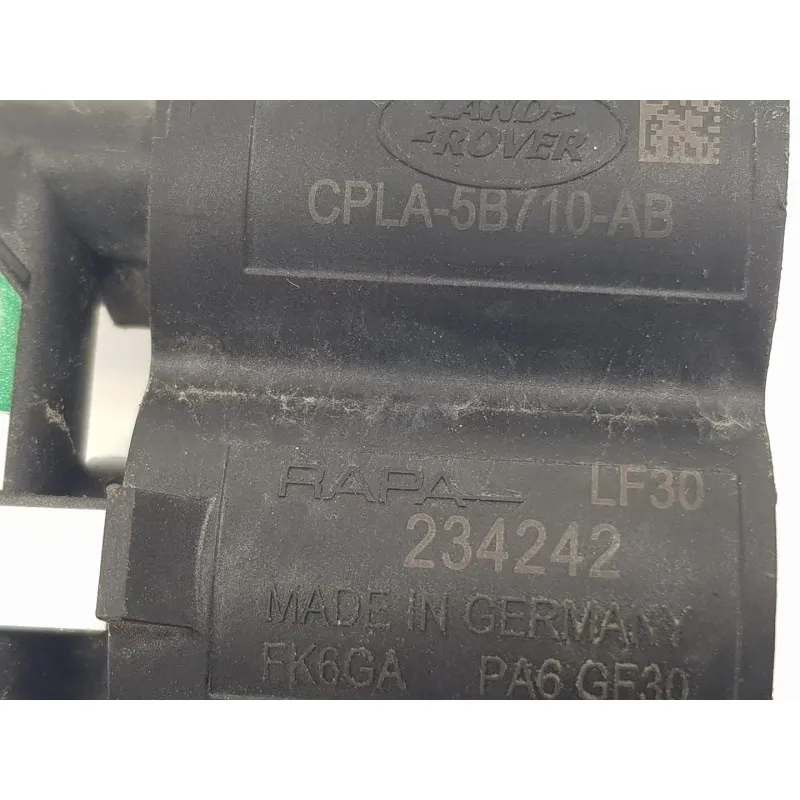 LAND
ROVER
CPLA-5B710-AB
RAPA LF30
234242
MADE IN GERMANY
FK6GA PA6 GF30